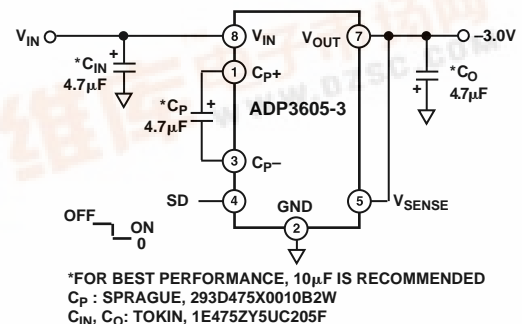 V_IN
8
V_IN
V_OUT
7
–3.0V
*C_IN
4.7µF
+
1
C_P+
*C_P
4.7µF
+
ADP3605-3
*C_O
4.7µF
+
3
C_P–
SD
4
GND
2
5
V_SENSE
OFF
ON
0
*FOR BEST PERFORMANCE, 10µF IS RECOMMENDED
C_P : SPRAGUE, 293D475X0010B2W
C_IN, C_O: TOKIN, 1E475ZY5UC205F